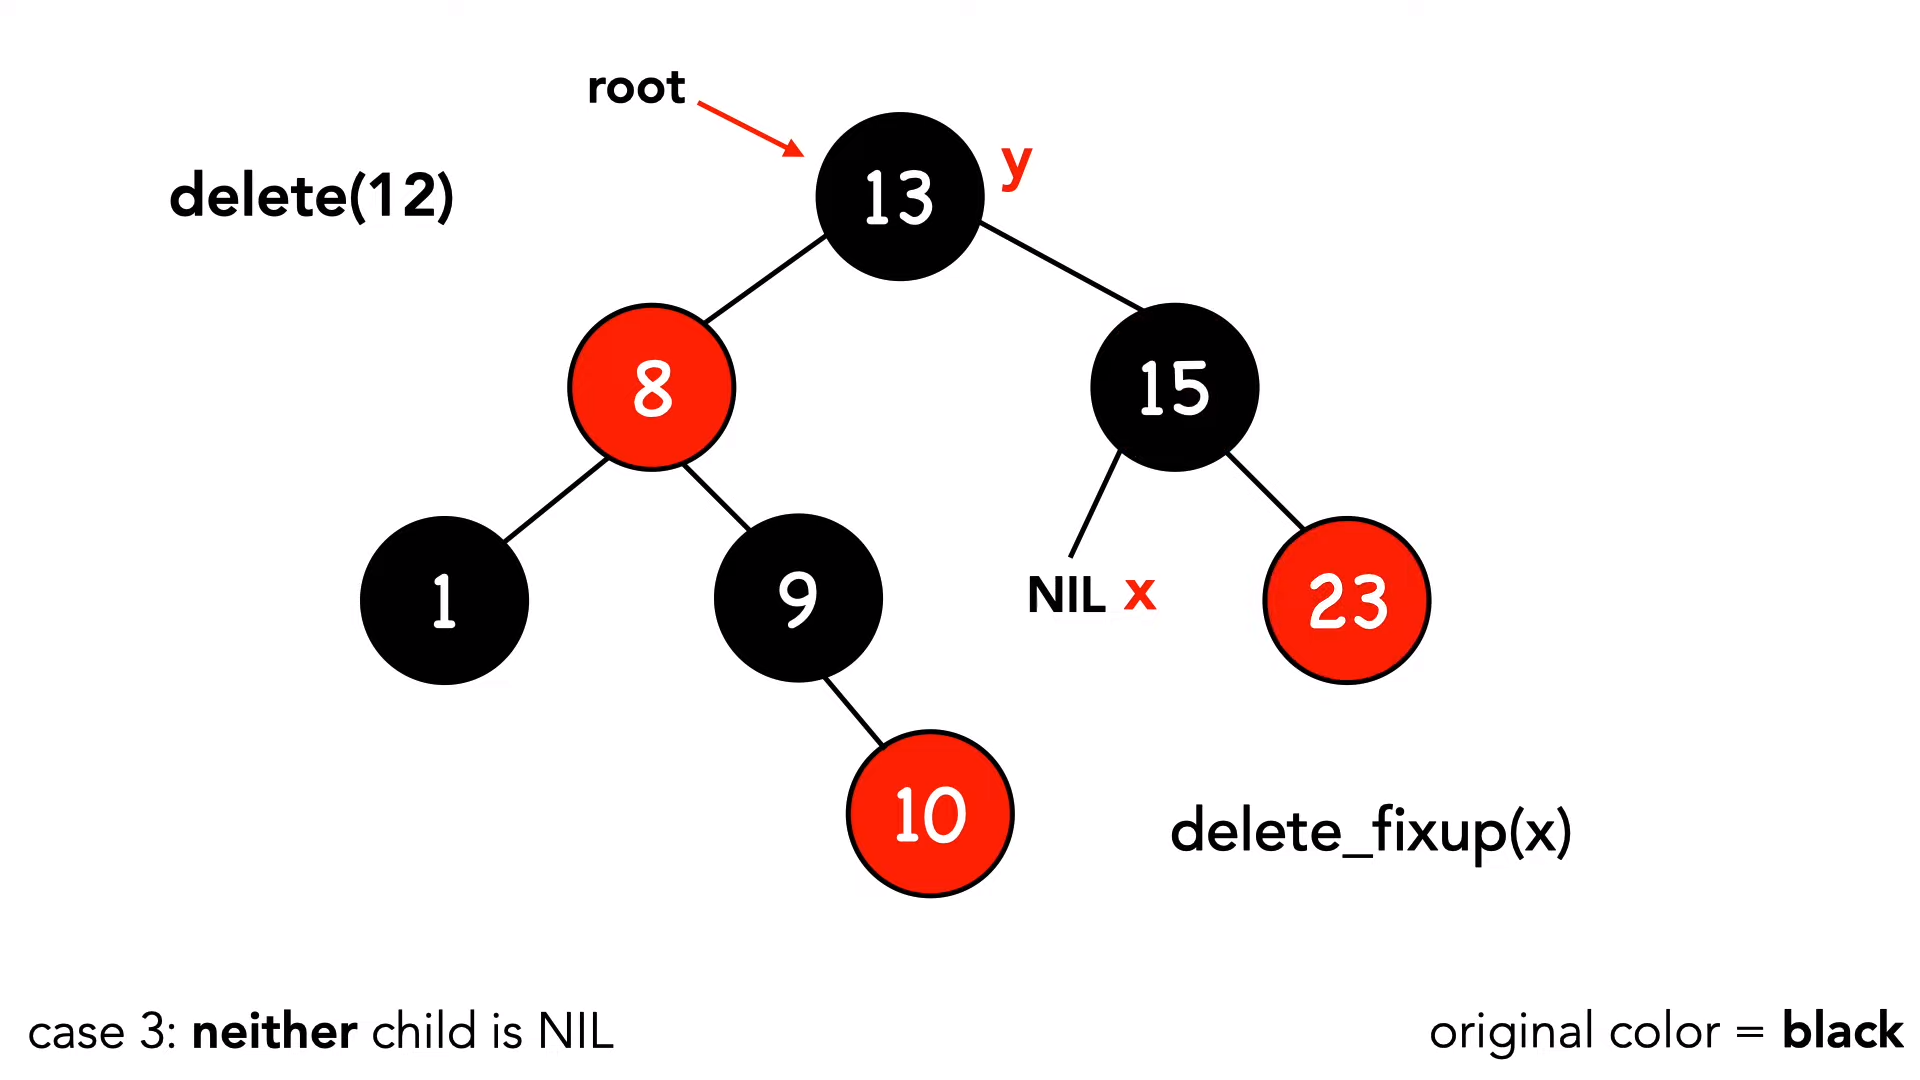 root
delete(12)
13 y
8
15
1
9
NIL x
23
10
delete_fixup(x)
case 3: neither child is NIL
original color = black